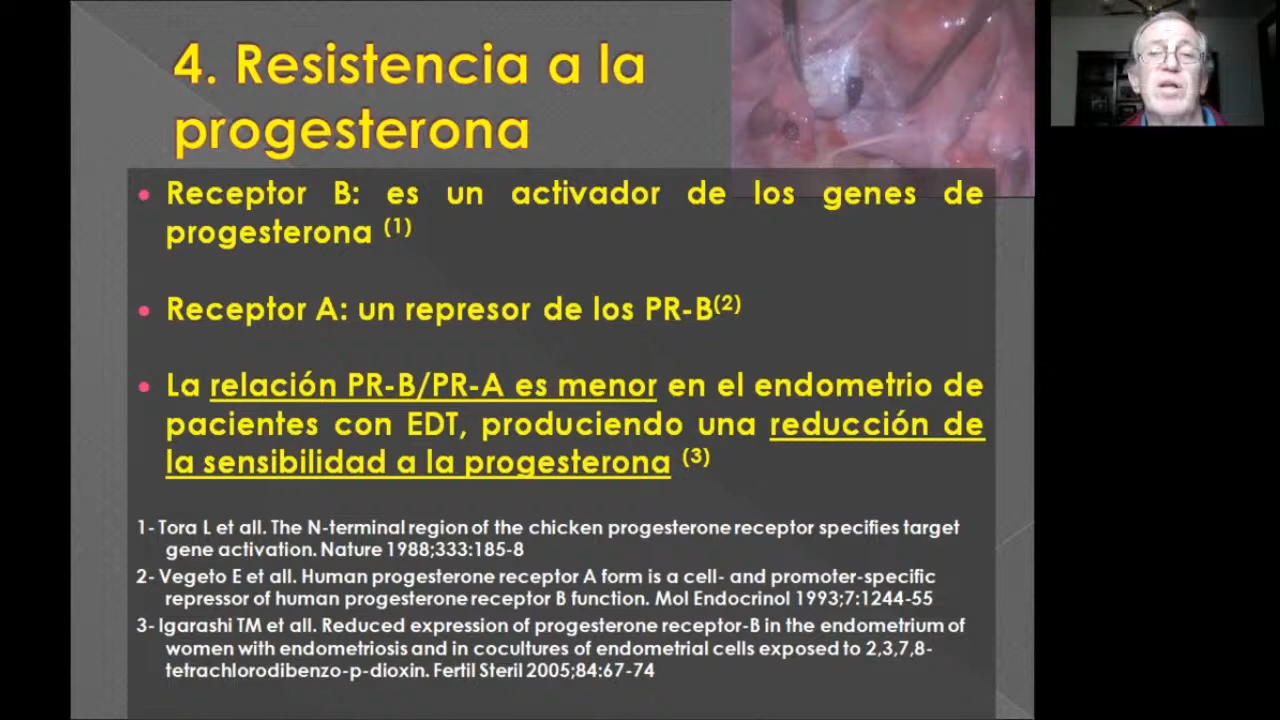 4. Resistencia a la
progesterona
• Receptor B: es un activador de los genes de
progesterona (1)
• Receptor A: un represor de los PR-B(2)
• La relación PR-B/PR-A es menor en el endometrio de
pacientes con EDT, produciendo una reducción de
la sensibilidad a la progesterona (3)
1- Tora L et all. The N-terminal region of the chicken progesterone receptor specifies target
gene activation. Nature 1988;333:185-8
2- Vegeto E et all. Human progesterone receptor A form is a cell- and promoter-specific
repressor of human progesterone receptor B function. Mol Endocrinol 1993;7:1244-55
3- Igarashi TM et all. Reduced expression of progesterone receptor-B in the endometrium of
women with endometriosis and in cocultures of endometrial cells exposed to 2,3,7,8-
tetrachlorodibenzo-p-dioxin. Fertil Steril 2005;84:67-74